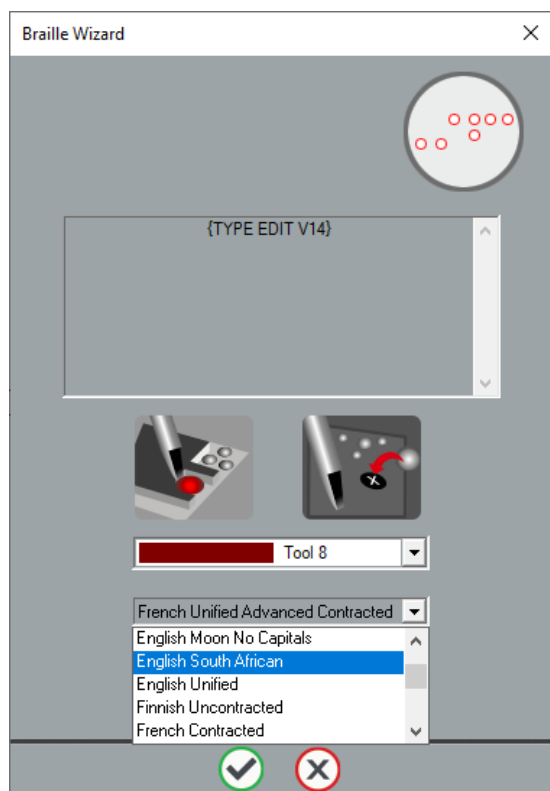 Braille Wizard
{TYPE EDIT V14}
Tool 8
French Unified Advanced Contracted
English Moon No Capitals
English South African
English Unified
Finnish Uncontracted
French Contracted